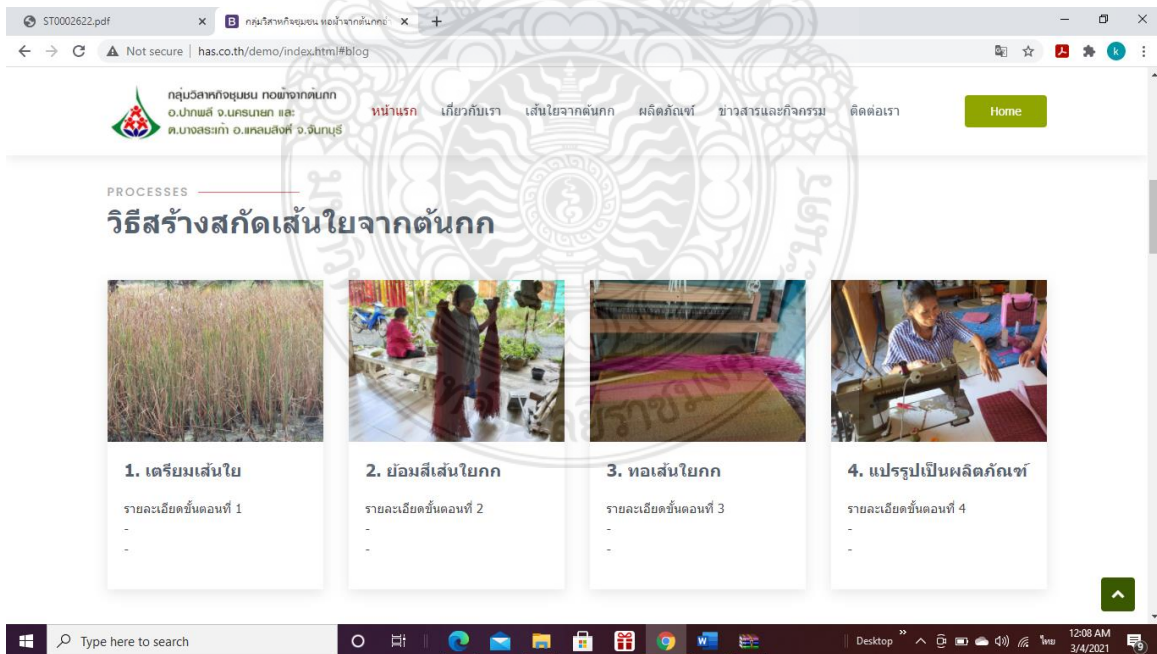 ST0002622.pdf
กลุ่มวิสาหกิจชุมชน ทอผ้าจากต้นกกอำ
Not secure | has.co.th/demo/index.html#blog
k
กลุ่มวิสาหกิจชุมชน ทอผ้าจากต้นกก
อ.ปากพลี จ.นครนายก และ
ต.บางสระเก้า อ.แหลมสิงห์ จ.จันทบุรี
หน้าแรก เกี่ยวกับเรา เส้นใยจากต้นกก ผลิตภัณฑ์ ข่าวสารและกิจกรรม ติดต่อเรา Home
PROCESSES
วิธีสร้างสกัดเส้นใยจากต้นกก
1. เตรียมเส้นใย
รายละเอียดขั้นตอนที่ 1
-
-
2. ย้อมสีเส้นใยกก
รายละเอียดขั้นตอนที่ 2
-
-
3. ทอเส้นใยกก
รายละเอียดขั้นตอนที่ 3
-
-
4. แปรรูปเป็นผลิตภัณฑ์
รายละเอียดขั้นตอนที่ 4
-
-
Type here to search
Desktop
ไทย
12:08 AM
3/4/2021
9